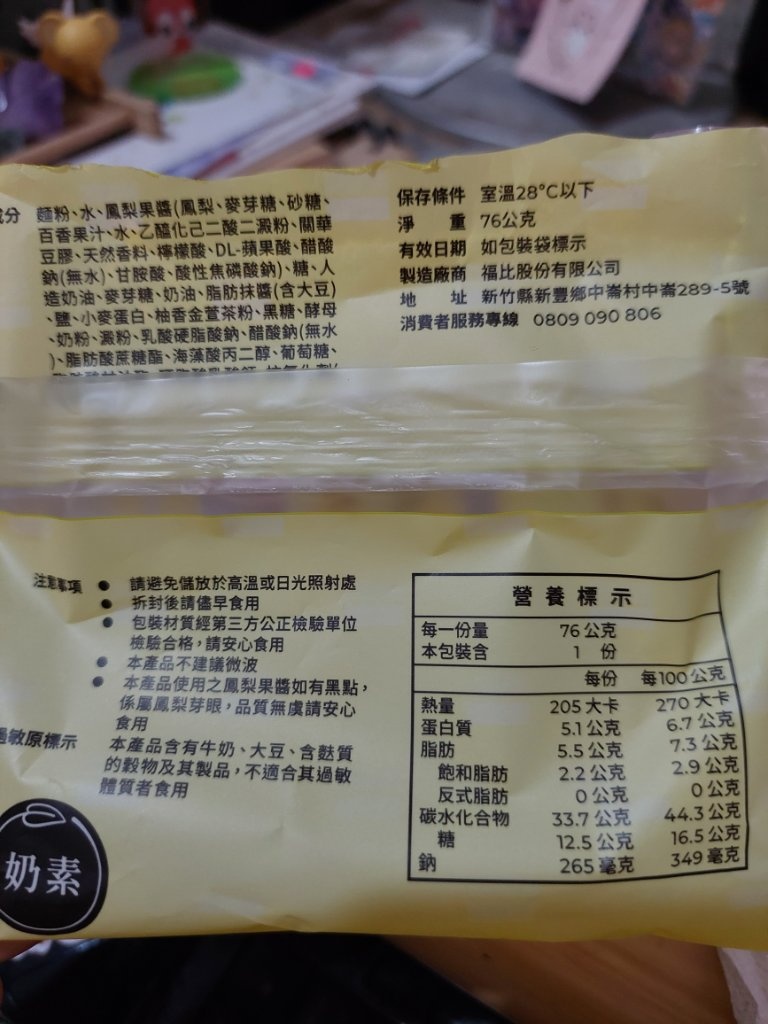 成分 麵粉、水、鳳梨果醬(鳳梨、麥芽糖、砂糖、
百香果汁、水、乙醯化己二酸二澱粉、關華
豆膠、天然香料、檸檬酸、DL-蘋果酸、醋酸
鈉(無水)、甘胺酸、酸性焦磷酸鈉)、糖、人
造奶油、麥芽糖、奶油、脂肪抹醬(含大豆)
、鹽、小麥蛋白、柚香金萱茶粉、黑糖、酵母
、奶粉、澱粉、乳酸硬脂酸鈉、醋酸鈉(無水
)、脂肪酸蔗糖酯、海藻酸丙二醇、葡萄糖、
保存條件 室溫28°C以下
淨 重 76公克
有效日期 如包裝袋標示
製造廠商 福比股份有限公司
地 址 新竹縣新豐鄉中崙村中崙289-5號
消費者服務專線 0809 090 806
注意事項 ● 請避免儲放於高溫或日光照射處
● 拆封後請儘早食用
● 包裝材質經第三方公正檢驗單位
檢驗合格，請安心食用
● 本產品不建議微波
● 本產品使用之鳳梨果醬如有黑點，
係屬鳳梨芽眼，品質無虞請安心
食用
過敏原標示 本產品含有牛奶、大豆、含麩質
的穀物及其製品，不適合其過敏
體質者食用
奶素
營養標示
每一份量 76 公克
本包裝含 1 份
每份 每100公克
熱量 205 大卡 270 大卡
蛋白質 5.1 公克 6.7 公克
脂肪 5.5 公克 7.3 公克
飽和脂肪 2.2 公克 2.9 公克
反式脂肪 0 公克 0 公克
碳水化合物 33.7 公克 44.3 公克
糖 12.5 公克 16.5 公克
鈉 265 毫克 349 毫克